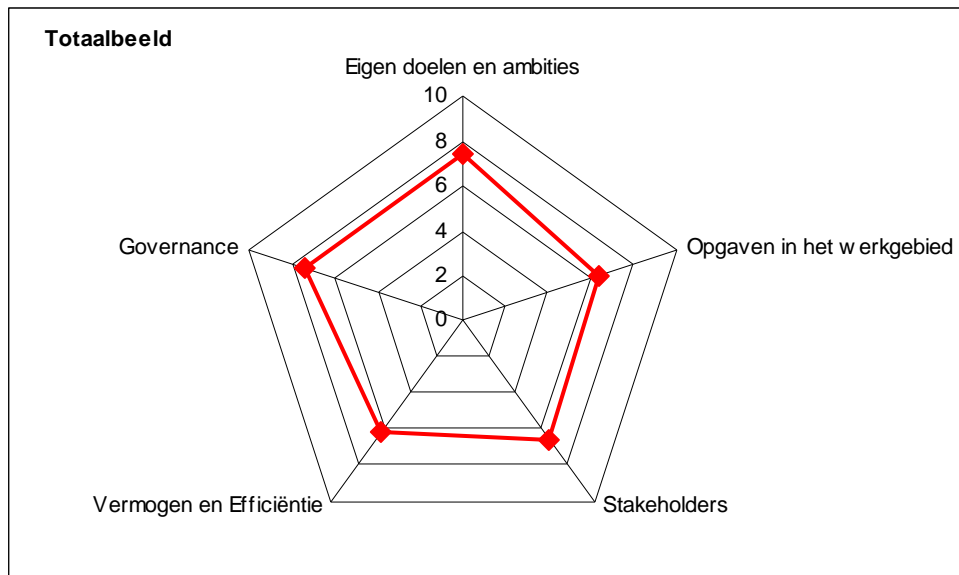 Totaalbeeld
Eigen doelen en ambities
10
8
6
4
2
0
Governance
Opgaven in het werkgebied
Vermogen en Efficiëntie
Stakeholders